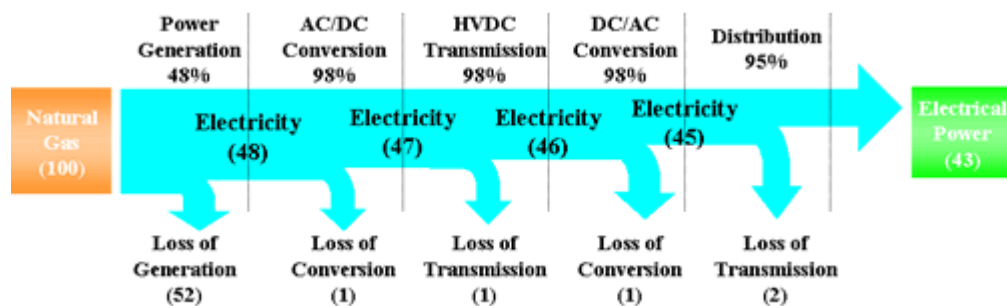 Power
Generation
48%
AC/DC
Conversion
98%
HVDC
Transmission
98%
DC/AC
Conversion
98%
Distribution
95%
Natural
Gas
(100)
Electricity
(48)
Electricity
(47)
Electricity
(46)
Electricity
(45)
Electrical
Power
(43)
Loss of
Generation
(52)
Loss of
Conversion
(1)
Loss of
Transmission
(1)
Loss of
Conversion
(1)
Loss of
Transmission
(2)